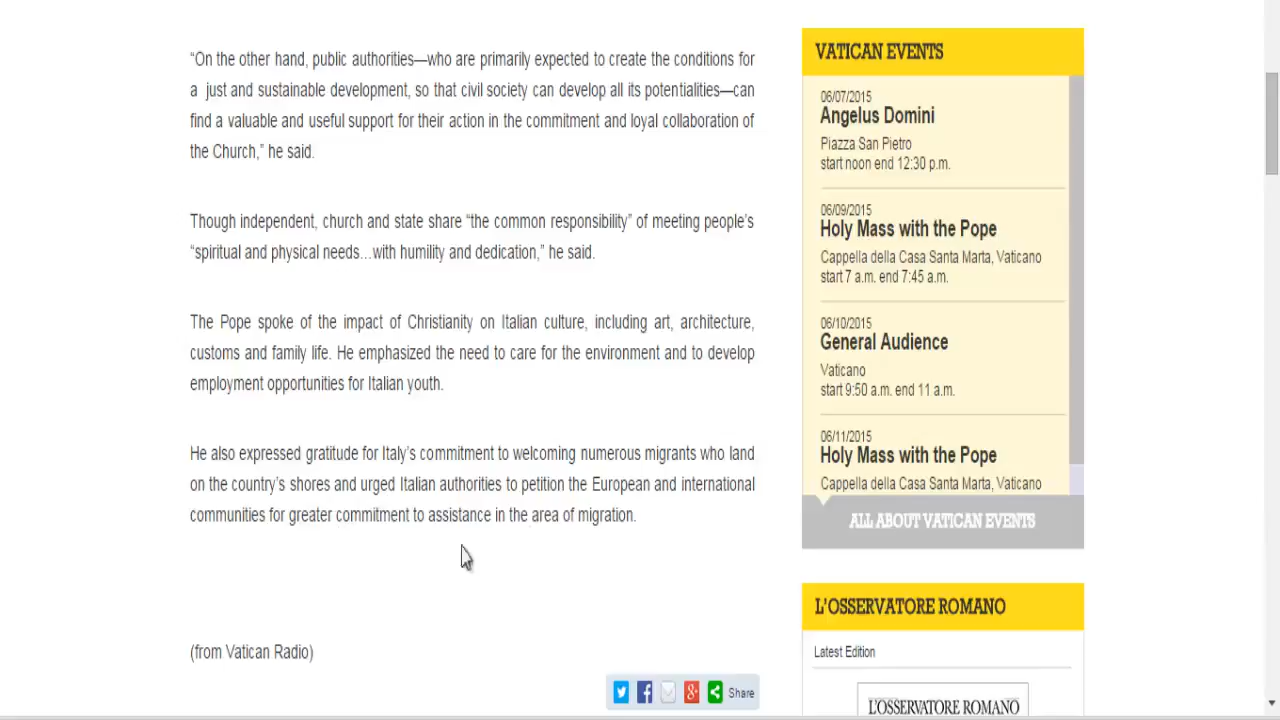 “On the other hand, public authorities—who are primarily expected to create the conditions for
a just and sustainable development, so that civil society can develop all its potentialities—can
find a valuable and useful support for their action in the commitment and loyal collaboration of
the Church,” he said.
Though independent, church and state share “the common responsibility” of meeting people’s
“spiritual and physical needs…with humility and dedication,” he said.
The Pope spoke of the impact of Christianity on Italian culture, including art, architecture,
customs and family life. He emphasized the need to care for the environment and to develop
employment opportunities for Italian youth.
He also expressed gratitude for Italy’s commitment to welcoming numerous migrants who land
on the country’s shores and urged Italian authorities to petition the European and international
communities for greater commitment to assistance in the area of migration.
(from Vatican Radio)
Share
VATICAN EVENTS
06/07/2015
Angelus Domini
Piazza San Pietro
start noon end 12:30 p.m.
06/09/2015
Holy Mass with the Pope
Cappella della Casa Santa Marta, Vaticano
start 7 a.m. end 7:45 a.m.
06/10/2015
General Audience
Vaticano
start 9:50 a.m. end 11 a.m.
06/11/2015
Holy Mass with the Pope
Cappella della Casa Santa Marta, Vaticano
ALL ABOUT VATICAN EVENTS
L’OSSERVATORE ROMANO
Latest Edition
L’OSSERVATORE ROMANO